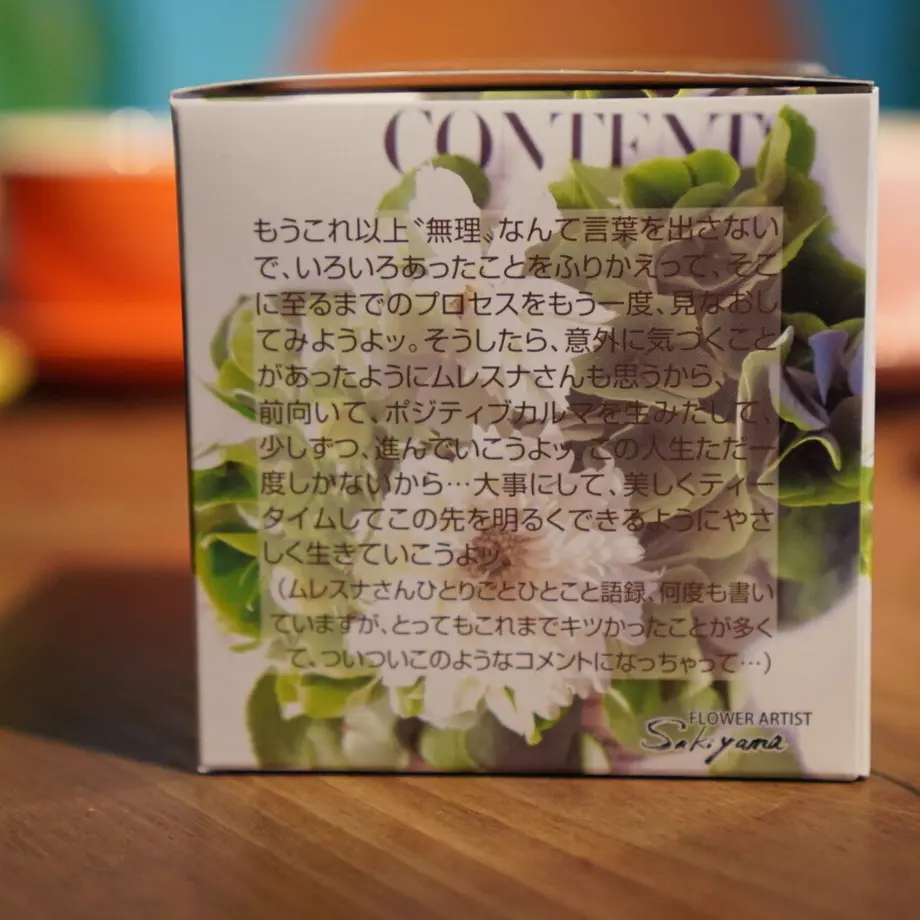 CONTENT
もうこれ以上〝無理〟なんて言葉を出さない
で、いろいろあったことをふりかえって、そこ
に至るまでのプロセスをもう一度、見なおし
てみようよッ。そうしたら、意外に気づくこと
があったようにムレスナさんも思うから、
前向いて、ポジティブカルマを生みだして、
少しずつ、進んでいこうよッ。この人生ただ一
度しかないから…大事にして、美しくティー
タイムしてこの先を明るくできるようにやさ
しく生きていこうよッ
(ムレスナさんひとりごとひとこと語録、何度も書い
ていますが、とってもこれまでキツかったことが多く
て、ついついこのようなコメントになっちゃって…)
FLOWER ARTIST
Sakiyama